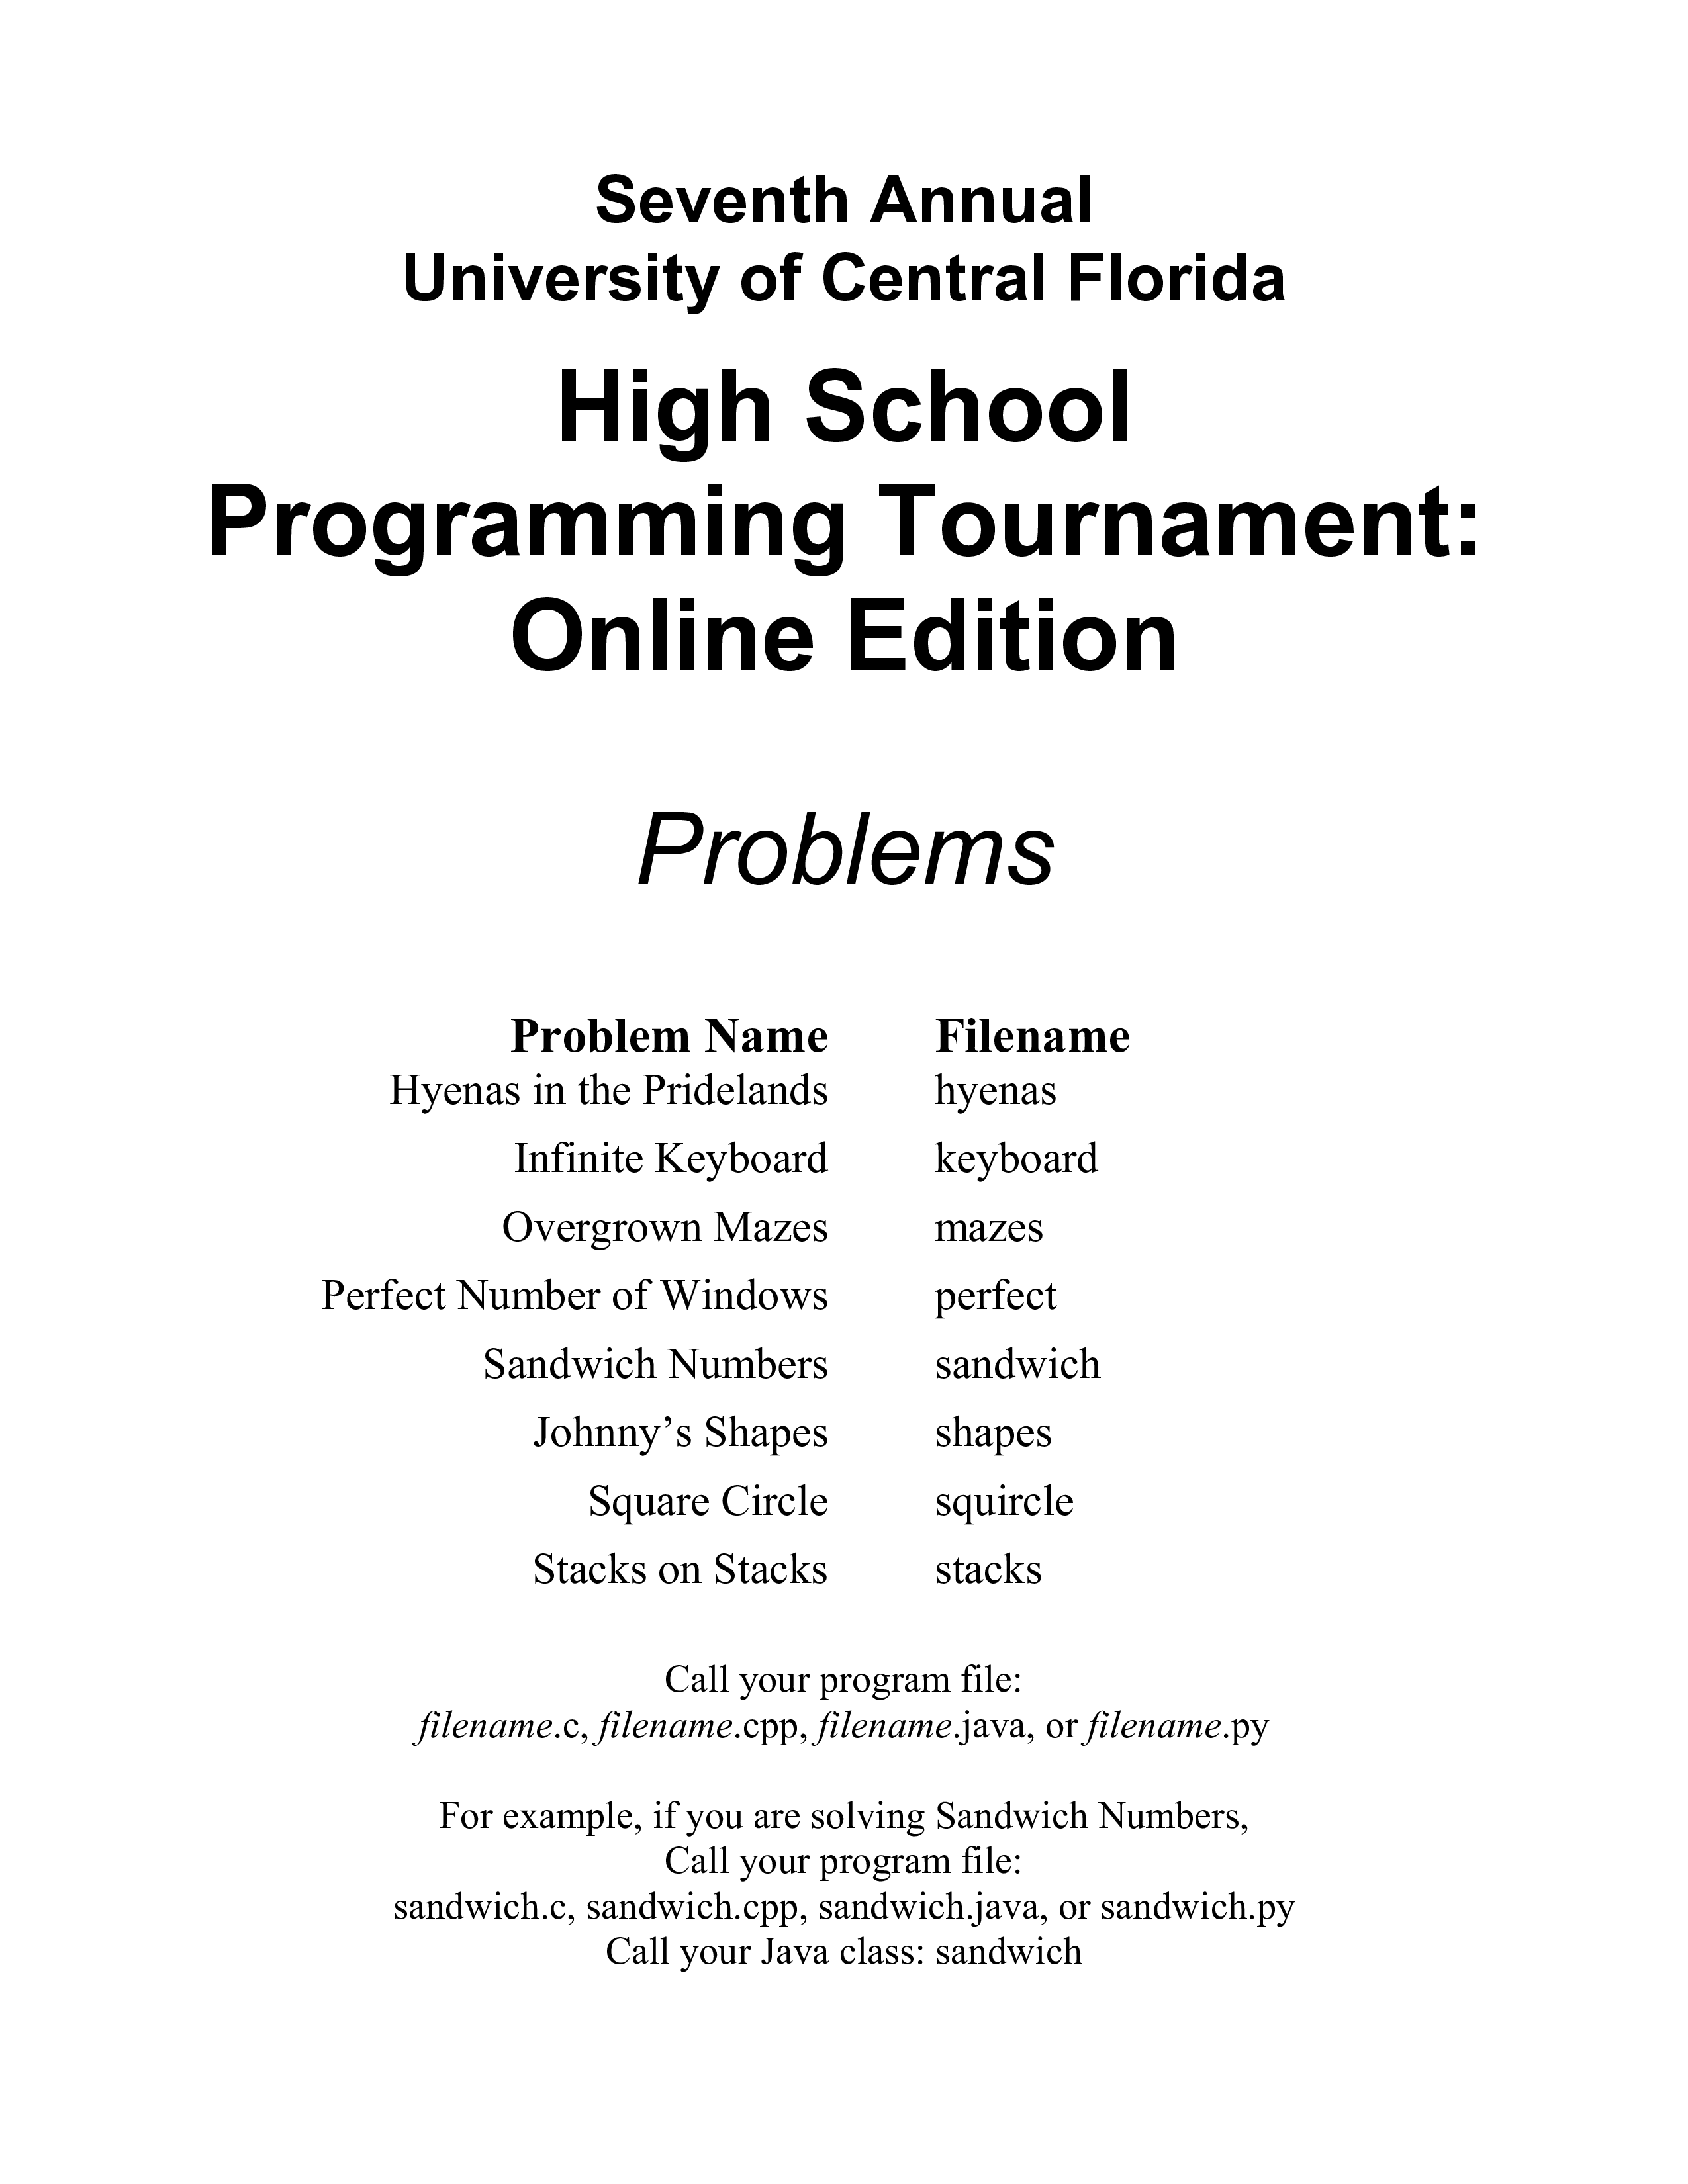 Seventh Annual
University of Central Florida
High School
Programming Tournament:
Online Edition
Problems
Problem Name Filename
Hyenas in the Pridelands hyenas
Infinite Keyboard keyboard
Overgrown Mazes mazes
Perfect Number of Windows perfect
Sandwich Numbers sandwich
Johnny’s Shapes shapes
Square Circle squircle
Stacks on Stacks stacks
Call your program file:
filename.c, filename.cpp, filename.java, or filename.py
For example, if you are solving Sandwich Numbers,
Call your program file:
sandwich.c, sandwich.cpp, sandwich.java, or sandwich.py
Call your Java class: sandwich